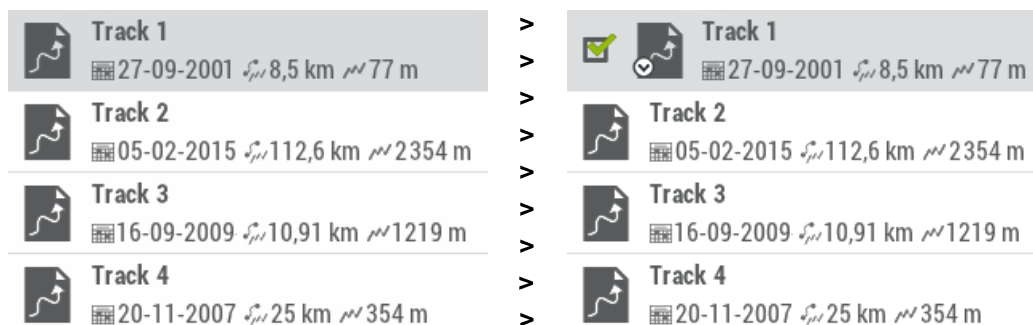 Track 1
27-09-2001 8,5 km 77 m
Track 2
05-02-2015 112,6 km 2354 m
Track 3
16-09-2009 10,91 km 1219 m
Track 4
20-11-2007 25 km 354 m
>
>
>
>
>
>
>
>
>
Track 1
27-09-2001 8,5 km 77 m
Track 2
05-02-2015 112,6 km 2354 m
Track 3
16-09-2009 10,91 km 1219 m
Track 4
20-11-2007 25 km 354 m